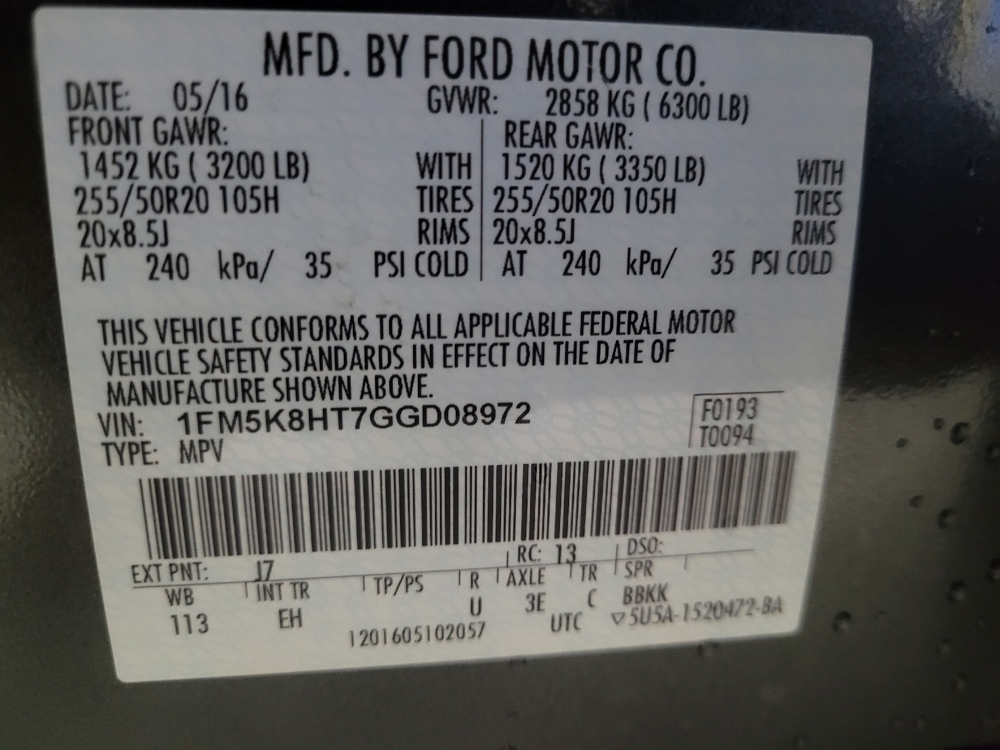 MFD. BY FORD MOTOR CO.
DATE: 05/16 GVWR: 2858 KG ( 6300 LB)
FRONT GAWR: REAR GAWR:
1452 KG ( 3200 LB) WITH 1520 KG ( 3350 LB) WITH
255/50R20 105H TIRES 255/50R20 105H TIRES
20x8.5J RIMS 20x8.5J RIMS
AT 240 kPa/ 35 PSI COLD AT 240 kPa/ 35 PSI COLD
THIS VEHICLE CONFORMS TO ALL APPLICABLE FEDERAL MOTOR
VEHICLE SAFETY STANDARDS IN EFFECT ON THE DATE OF
MANUFACTURE SHOWN ABOVE.
VIN: 1FM5K8HT7GGD08972 F0193
TYPE: MPV T0094
EXT PNT: J7 RC: 13 DSO:
WB INT TR TP/PS R AXLE TR SPR
113 EH U 3E C BBKK
1201605102057 UTC ▽5U5A-1520472-BA